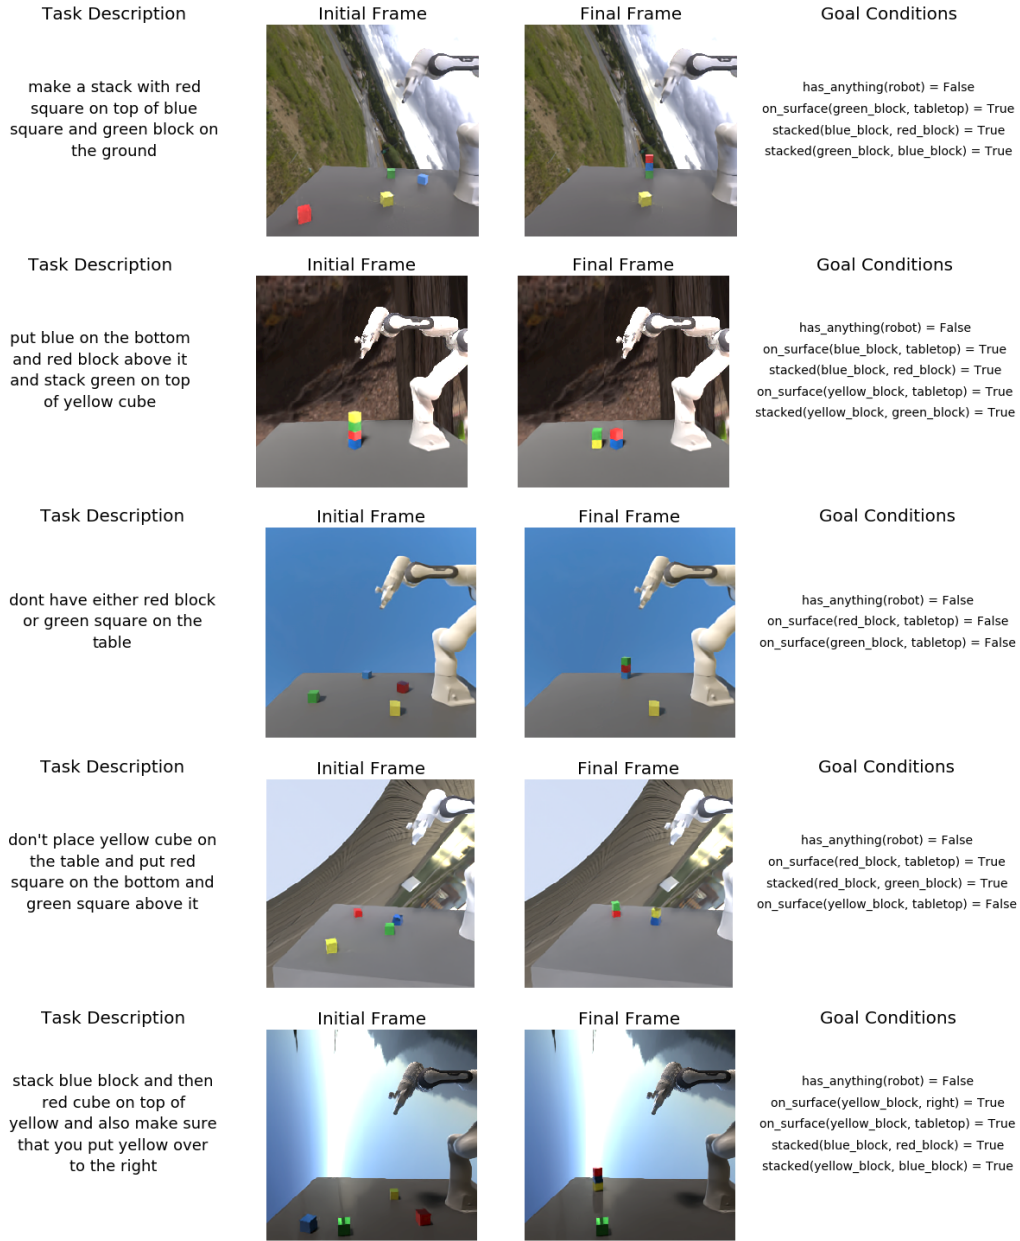 Task Description
Initial Frame
Final Frame
Goal Conditions
make a stack with red
square on top of blue
square and green block on
the ground
has_anything(robot) = False
on_surface(green_block, tabletop) = True
stacked(blue_block, red_block) = True
stacked(green_block, blue_block) = True
Task Description
Initial Frame
Final Frame
Goal Conditions
put blue on the bottom
and red block above it
and stack green on top
of yellow cube
has_anything(robot) = False
on_surface(blue_block, tabletop) = True
stacked(blue_block, red_block) = True
on_surface(yellow_block, tabletop) = True
stacked(yellow_block, green_block) = True
Task Description
Initial Frame
Final Frame
Goal Conditions
dont have either red block
or green square on the
table
has_anything(robot) = False
on_surface(red_block, tabletop) = False
on_surface(green_block, tabletop) = False
Task Description
Initial Frame
Final Frame
Goal Conditions
don't place yellow cube on
the table and put red
square on the bottom and
green square above it
has_anything(robot) = False
on_surface(red_block, tabletop) = True
stacked(red_block, green_block) = True
on_surface(yellow_block, tabletop) = False
Task Description
Initial Frame
Final Frame
Goal Conditions
stack blue block and then
red cube on top of
yellow and also make sure
that you put yellow over
to the right
has_anything(robot) = False
on_surface(yellow_block, right) = True
on_surface(yellow_block, tabletop) = True
stacked(blue_block, red_block) = True
stacked(yellow_block, blue_block) = True